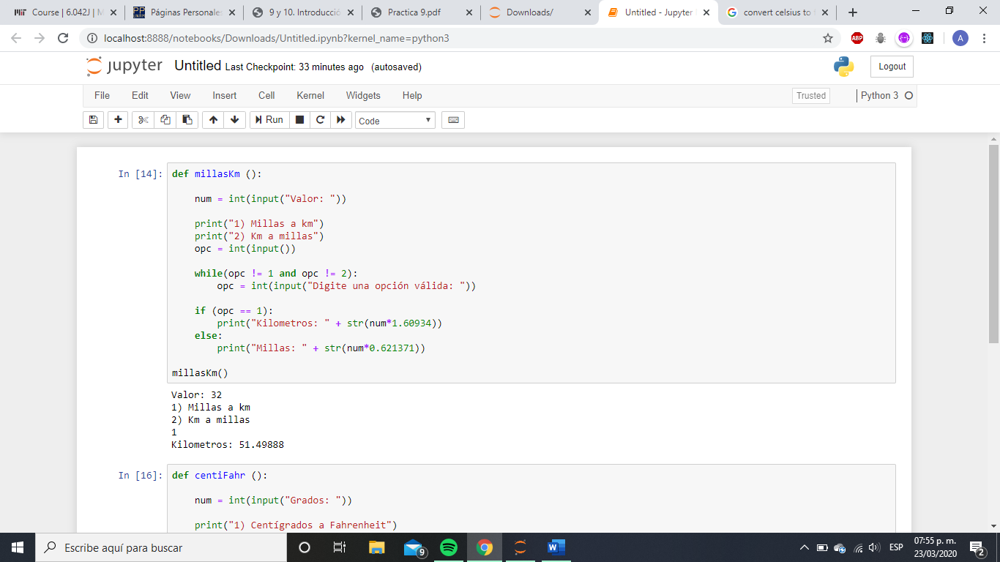 Course | 6.042J | M
Páginas Personales
9 y 10. Introducció
Practica 9.pdf
Downloads/
Untitled - Jupyter
convert celsius to
localhost:8888/notebooks/Downloads/Untitled.ipynb?kernel_name=python3
ABP
A
jupyter Untitled Last Checkpoint: 33 minutes ago (autosaved)
Logout
File Edit View Insert Cell Kernel Widgets Help
Trusted
Python 3
Run
Code
In [14]:
def millasKm ():
num = int(input("Valor: "))
print("1) Millas a km")
print("2) Km a millas")
opc = int(input())
while(opc != 1 and opc != 2):
opc = int(input("Digite una opción válida: "))
if (opc == 1):
print("Kilometros: " + str(num*1.60934))
else:
print("Millas: " + str(num*0.621371))
millasKm()
Valor: 32
1) Millas a km
2) Km a millas
1
Kilometros: 51.49888
In [16]:
def centiFahr ():
num = int(input("Grados: "))
print("1) Centígrados a Fahrenheit")
Escribe aquí para buscar
9
ESP
07:55 p. m.
23/03/2020
2